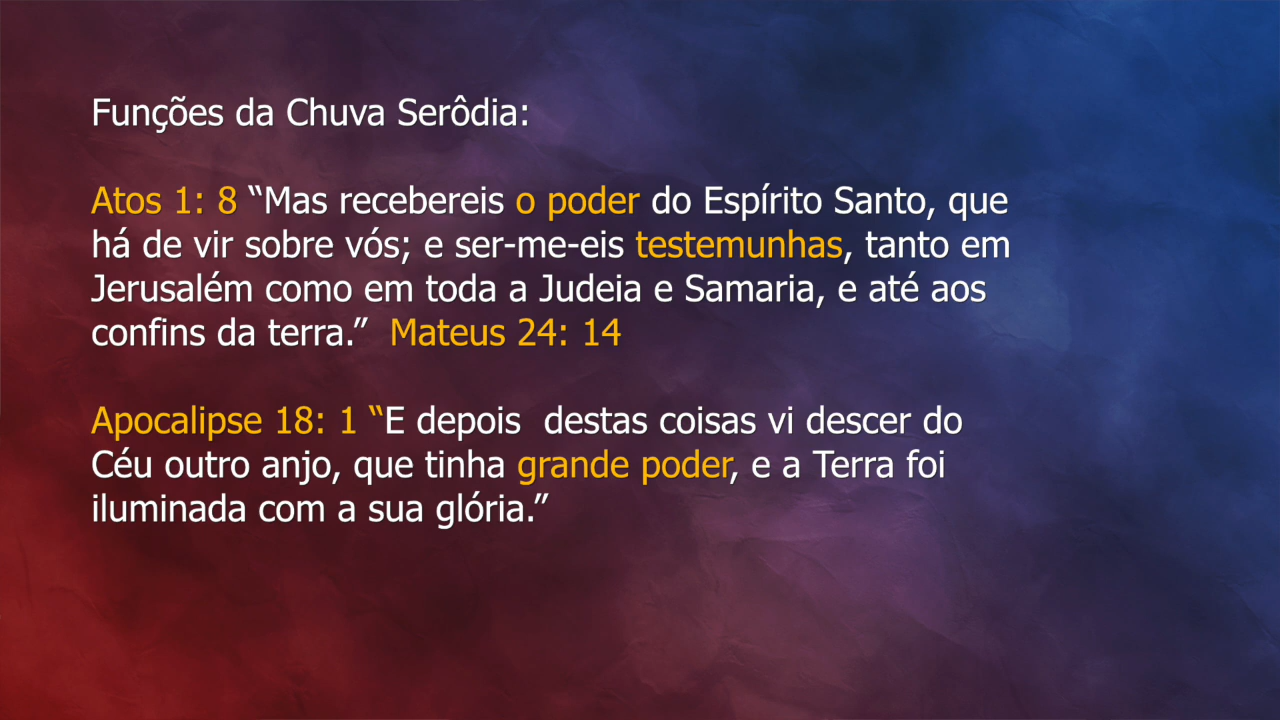 Funções da Chuva Serôdia:
Atos 1: 8 “Mas recebereis o poder do Espírito Santo, que
há de vir sobre vós; e ser-me-eis testemunhas, tanto em
Jerusalém como em toda a Judeia e Samaria, e até aos
confins da terra.”  Mateus 24: 14
Apocalipse 18: 1 “E depois  destas coisas vi descer do
Céu outro anjo, que tinha grande poder, e a Terra foi
iluminada com a sua glória.”